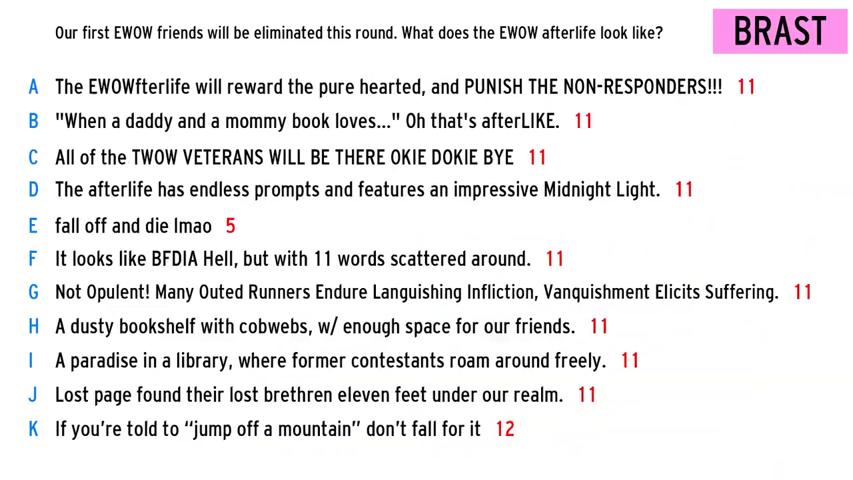 Our first EWOW friends will be eliminated this round. What does the EWOW afterlife look like?
BRAST
A The EWOWfterlife will reward the pure hearted, and PUNISH THE NON-RESPONDERS!!! 11
B "When a daddy and a mommy book loves..." Oh that's afterLIKE. 11
C All of the TWOW VETERANS WILL BE THERE OKIE DOKIE BYE 11
D The afterlife has endless prompts and features an impressive Midnight Light. 11
E fall off and die lmao 5
F It looks like BFDIA Hell, but with 11 words scattered around. 11
G Not Opulent! Many Outed Runners Endure Languishing Infliction, Vanquishment Elicits Suffering. 11
H A dusty bookshelf with cobwebs, w/ enough space for our friends. 11
I A paradise in a library, where former contestants roam around freely. 11
J Lost page found their lost brethren eleven feet under our realm. 11
K If you’re told to “jump off a mountain” don’t fall for it 12